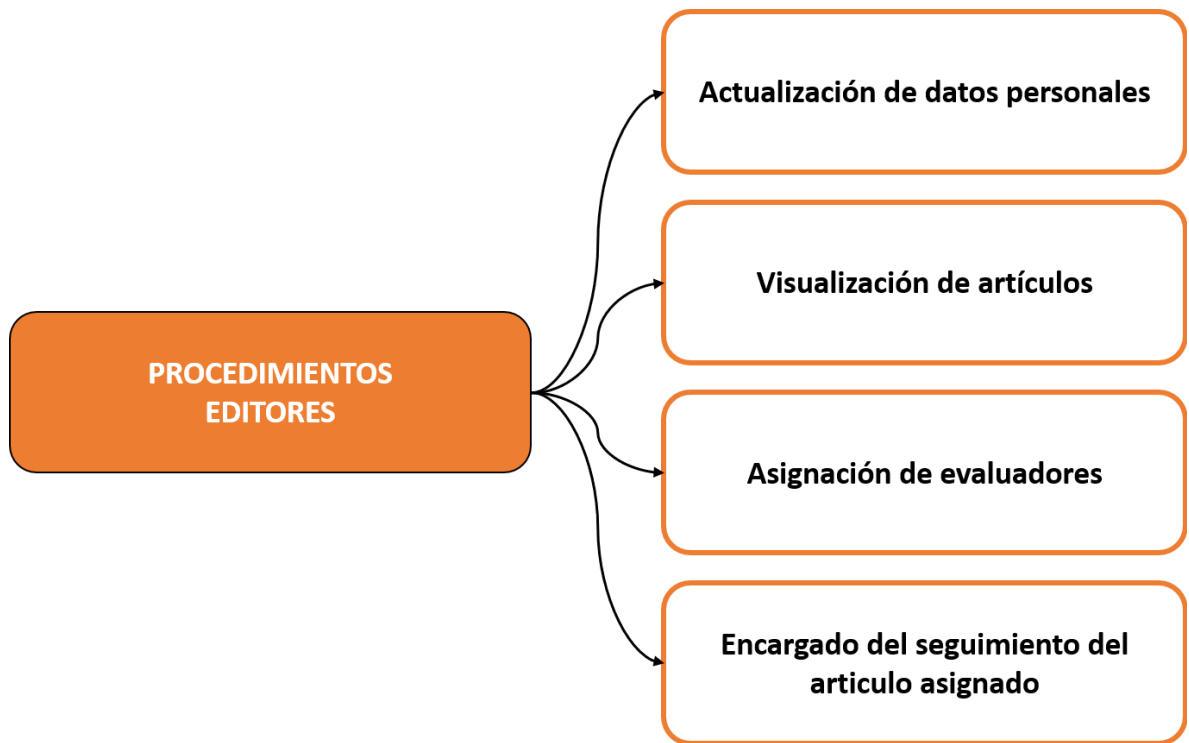 PROCEDIMIENTOS
EDITORES
Actualización de datos personales
Visualización de artículos
Asignación de evaluadores
Encargado del seguimiento del
articulo asignado